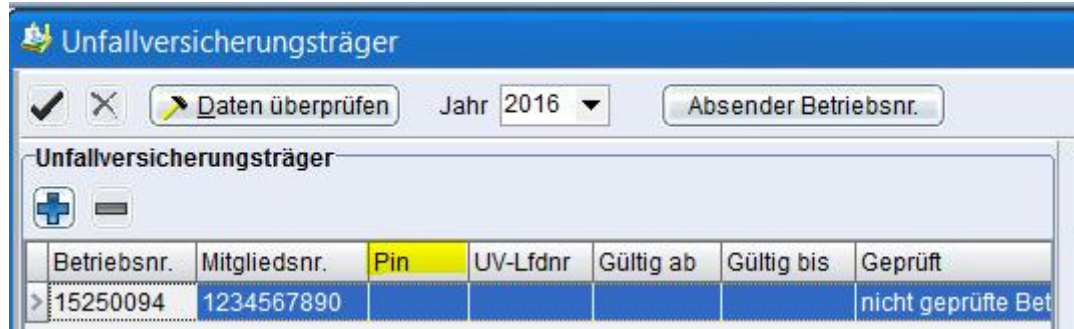 Unfallversicherungsträger
Daten überprüfen Jahr 2016 Absender Betriebsnr.
Unfallversicherungsträger
Betriebsnr. Mitgliedsnr. Pin UV-Lfdnr Gültig ab Gültig bis Geprüft
15250094 1234567890 nicht geprüfte Bet